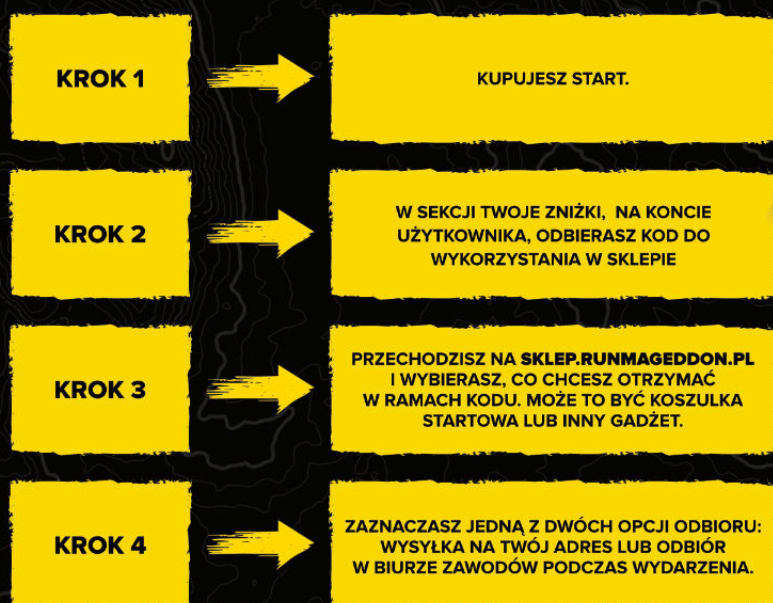 KROK 1
KUPUJESZ START.
KROK 2
W SEKCJI TWOJE ZNIŻKI, NA KONCIE
UŻYTKOWNIKA, ODBIERASZ KOD DO
WYKORZYSTANIA W SKLEPIE
KROK 3
PRZECHODZISZ NA SKLEP.RUNMAGEDDON.PL
I WYBIERASZ, CO CHCESZ OTRZYMAĆ
W RAMACH KODU. MOŻE TO BYĆ KOSZULKA
STARTOWA LUB INNY GADŻET.
KROK 4
ZAZNACZASZ JEDNĄ Z DWÓCH OPCJI ODBIORU:
WYSYŁKA NA TWÓJ ADRES LUB ODBIÓR
W BIURZE ZAWODÓW PODCZAS WYDARZENIA.